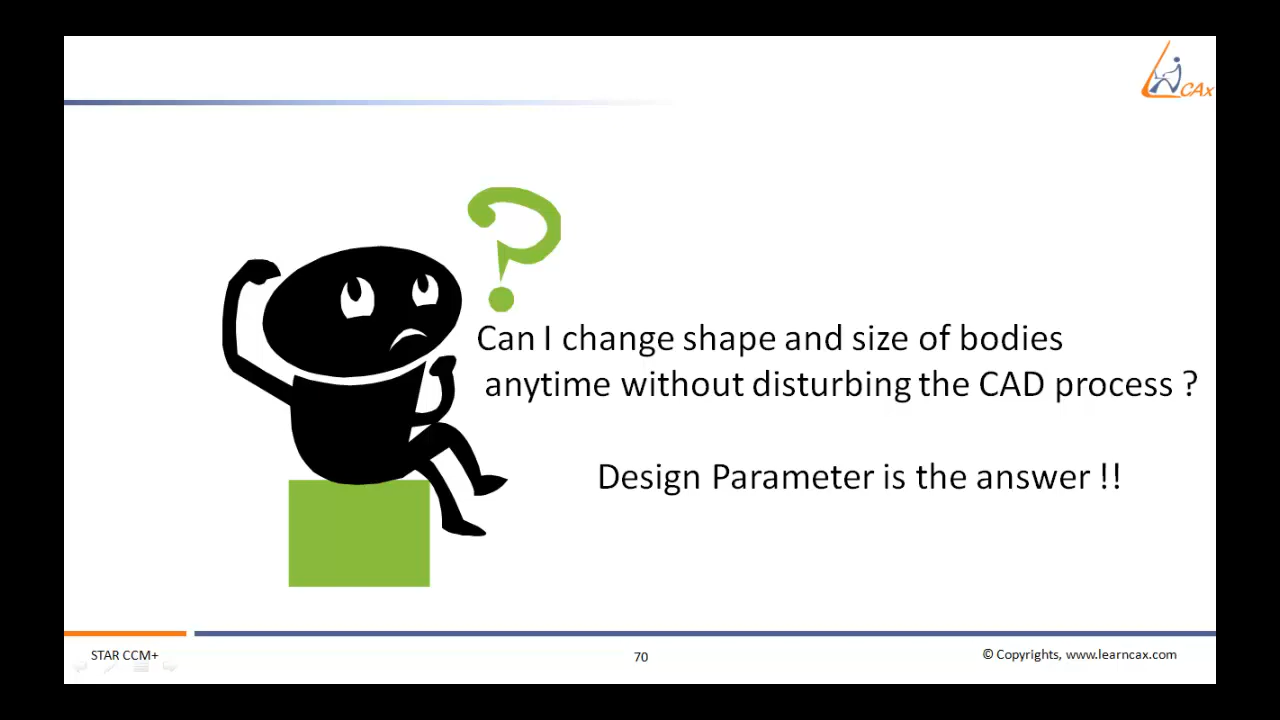 CAx
Can I change shape and size of bodies
anytime without disturbing the CAD process ?
Design Parameter is the answer !!
STAR CCM+
70
© Copyrights, www.learncax.com